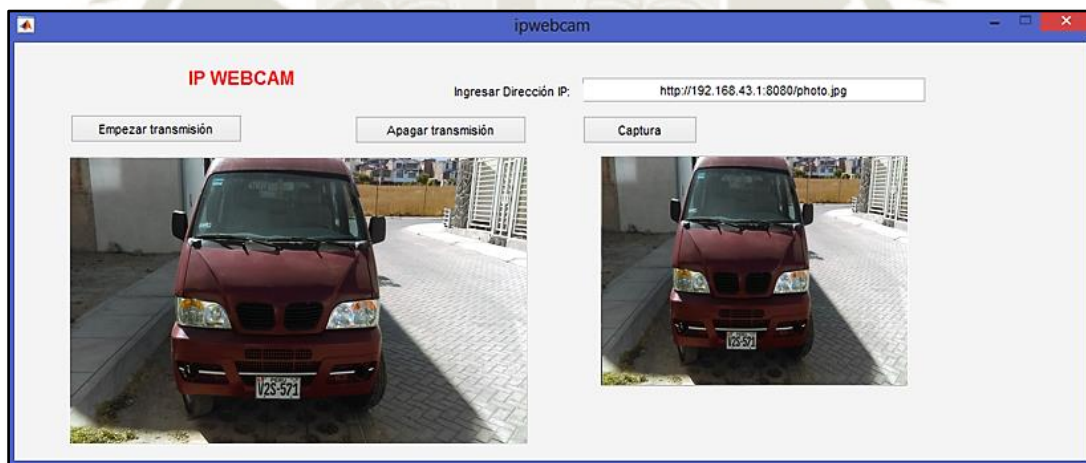 ipwebcam
IP WEBCAM
Ingresar Dirección IP:
http://192.168.43.1:8080/photo.jpg
Empezar transmisión
Apagar transmisión
Captura
PERU
V2S-571
V2S-571